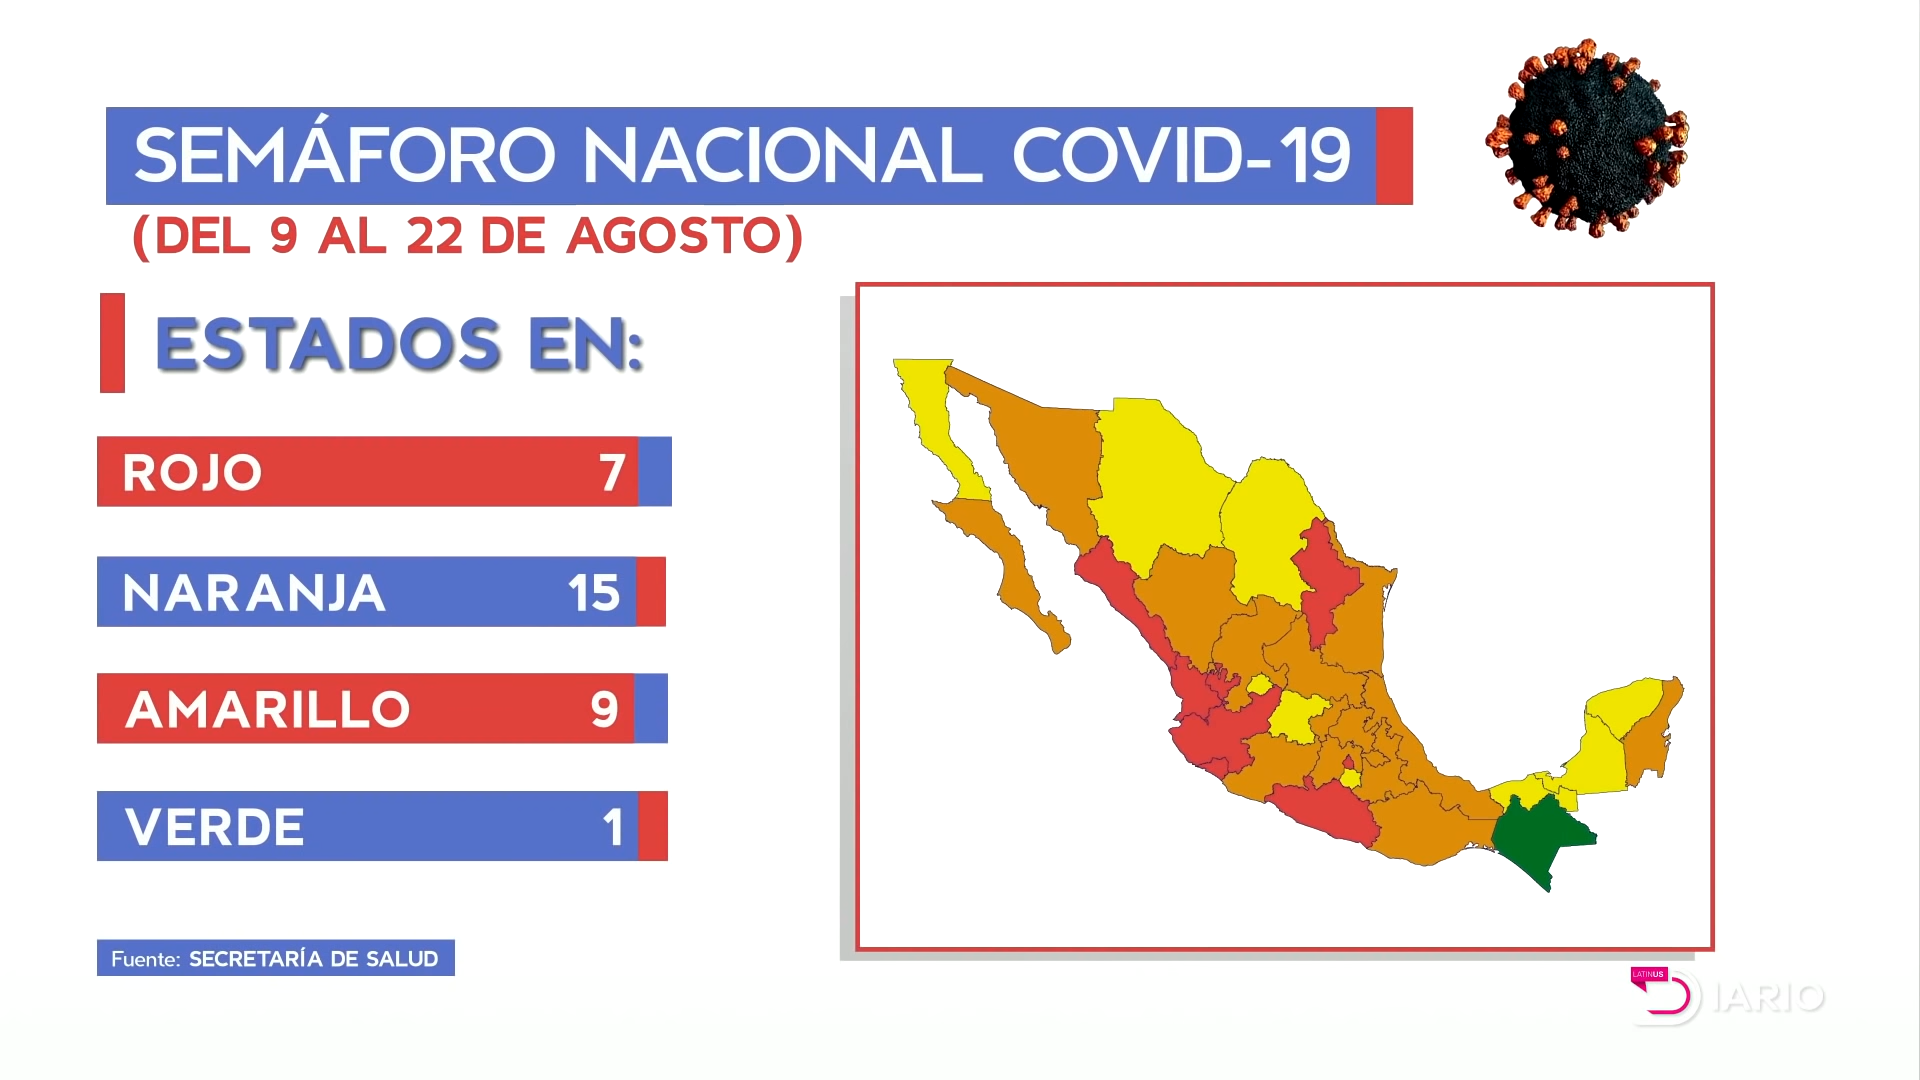 SEMÁFORO NACIONAL COVID-19
(DEL 9 AL 22 DE AGOSTO)
ESTADOS EN:
ROJO 7
NARANJA 15
AMARILLO 9
VERDE 1
Fuente: SECRETARÍA DE SALUD
LATINUS
DIARIO